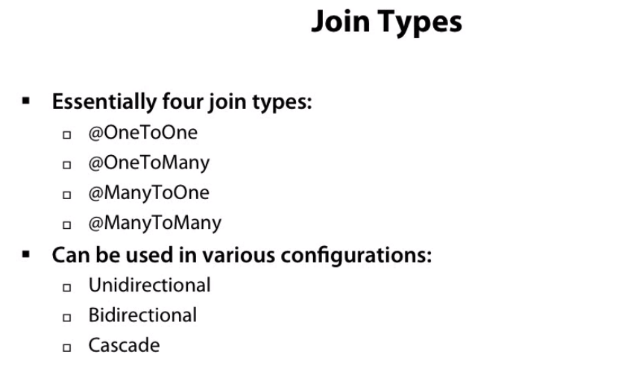 Join Types
▪ Essentially four join types:
▫ @OneToOne
▫ @OneToMany
▫ @ManyToOne
▫ @ManyToMany
▪ Can be used in various configurations:
▫ Unidirectional
▫ Bidirectional
▫ Cascade